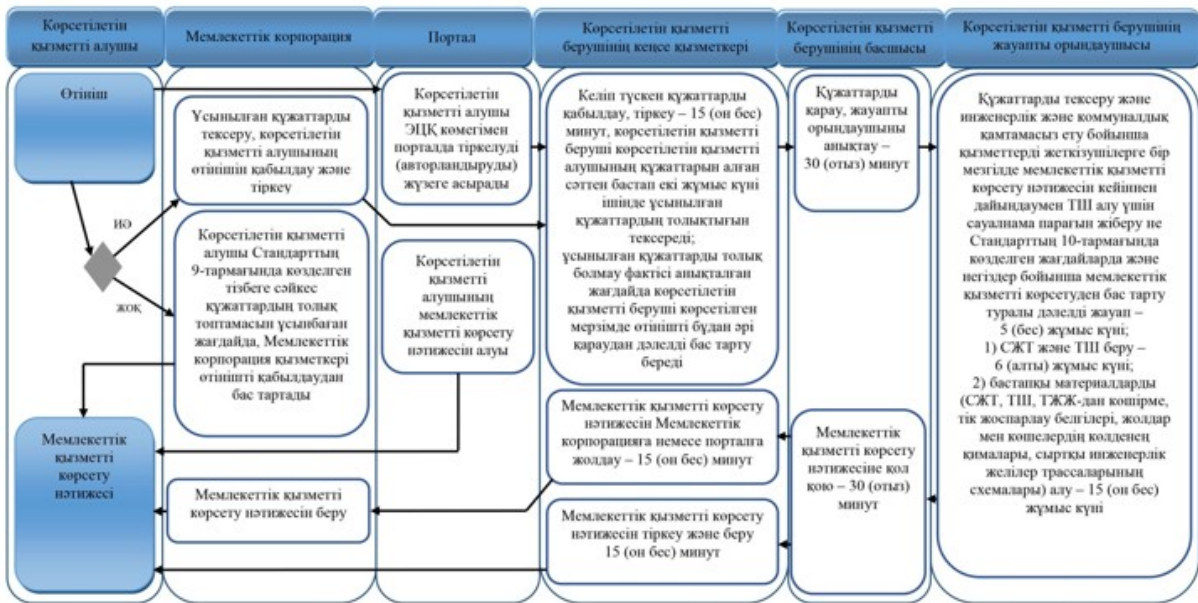 Көрсетілетін
қызметті алушы
Мемлекеттік корпорация
Портал
Көрсетілетін қызметті
берушінің кеңсе қызметкері
Көрсетілетін қызметті
берушінің басшысы
Көрсетілетін қызметті берушінің
жауапты орындаушысы
Өтініш
ИӘ
ЖОҚ
Мемлекеттік
қызметті
көрсету
нәтижесі
Ұсынылған құжаттарды
тексеру, көрсетілетін
қызметті алушының
өтінішін қабылдау және
тіркеу
Көрсетілетін қызметті
алушы Стандарттың
9-тармағында көзделген
тізбеге сәйкес
құжаттардың толық
топтамасын ұсынбаған
жағдайда, Мемлекеттік
корпорация қызметкері
өтінішті қабылдаудан
бас тартады
Мемлекеттік қызметті
көрсету нәтижесін беру
Көрсетілетін
қызметті алушы
ЭЦҚ көмегімен
порталда тіркелуді
(авторландыруды)
жүзеге асырады
Көрсетілетін
қызметті
алушының
мемлекеттік
қызметті көрсету
нәтижесін алуы
Келіп түскен құжаттарды
қабылдау, тіркеу – 15 (он бес)
минут, көрсетілетін қызметті
беруші көрсетілетін қызметті
алушының құжаттарын алған
сәттен бастап екі жұмыс күні
ішінде ұсынылған
құжаттардың толықтығын
тексереді;
ұсынылған құжаттарды толық
болмау фактісі анықталған
жағдайда көрсетілетін
қызметті беруші көрсетілген
мерзімде өтінішті бұдан әрі
қараудан дәлелді бас тарту
береді
Мемлекеттік қызметті көрсету
нәтижесін Мемлекеттік
корпорацияға немесе порталға
жолдау – 15 (он бес) минут
Мемлекеттік қызметті көрсету
нәтижесін тіркеу және беру
15 (он бес) минут
Құжаттарды
қарау, жауапты
орындаушыны
анықтау –
30 (отыз) минут
Мемлекеттік
қызметті көрсету
нәтижесіне қол
қою – 30 (отыз)
минут
Құжаттарды тексеру және
инженерлік және коммуналдық
қамтамасыз ету бойынша
қызметтерді жеткізушілерге бір
мезгілде мемлекеттік қызметті
көрсету нәтижесін кейіннен
дайындаумен ТШ алу үшін
сауалнама парағын жіберу не
Стандарттың 10-тармағында
көзделген жағдайларда және
негіздер бойынша мемлекеттік
қызметті көрсетуден бас тарту
туралы дәлелді жауап –
5 (бес) жұмыс күні;
1) СЖТ және ТШ беру –
6 (алты) жұмыс күні;
2) бастапқы материалдарды
(СЖТ, ТШ, ТЖЖ-дан көшірме,
тік жоспарлау белгілері, жолдар
мен көшелердің көлденең
қималары, сыртқы инженерлік
желілер трассаларының
схемалары) алу – 15 (он бес)
жұмыс күні